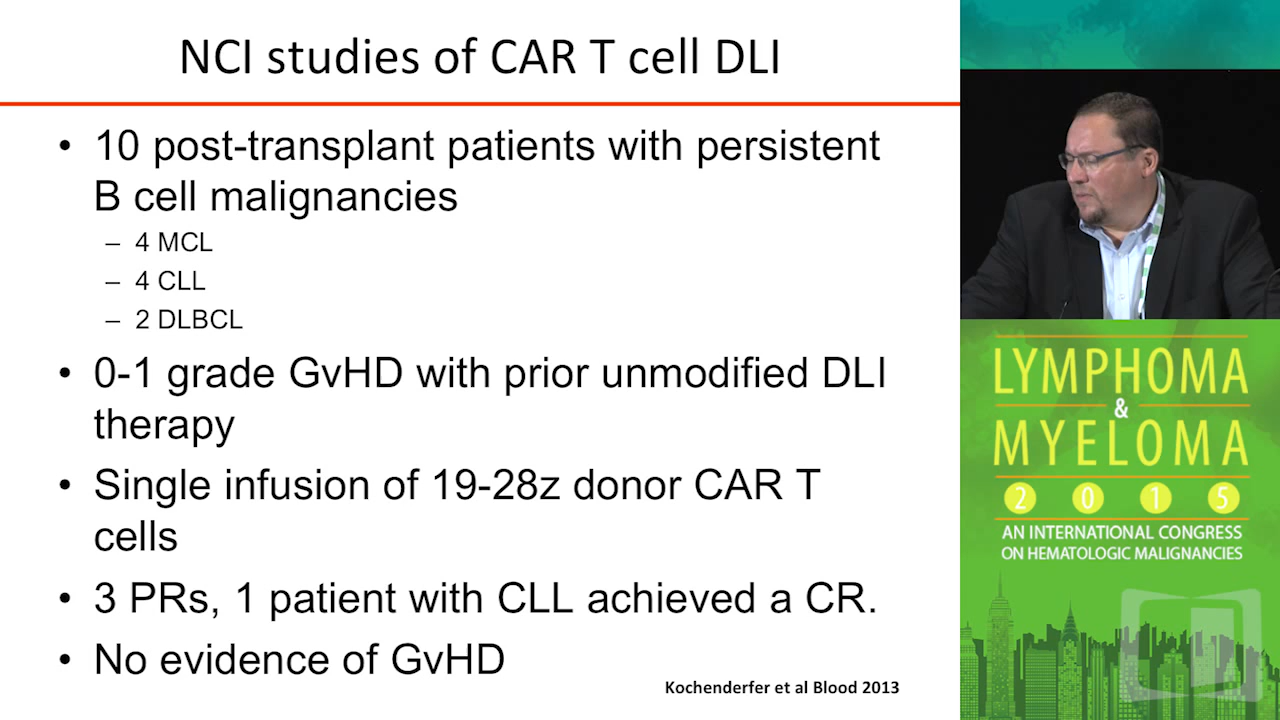 NCI studies of CAR T cell DLI
• 10 post-transplant patients with persistent
B cell malignancies
– 4 MCL
– 4 CLL
– 2 DLBCL
• 0-1 grade GvHD with prior unmodified DLI
therapy
• Single infusion of 19-28z donor CAR T
cells
• 3 PRs, 1 patient with CLL achieved a CR.
• No evidence of GvHD
Kochenderfer et al Blood 2013
LYMPHOMA
&
MYELOMA
2 0 1 5
AN INTERNATIONAL CONGRESS
ON HEMATOLOGIC MALIGNANCIES